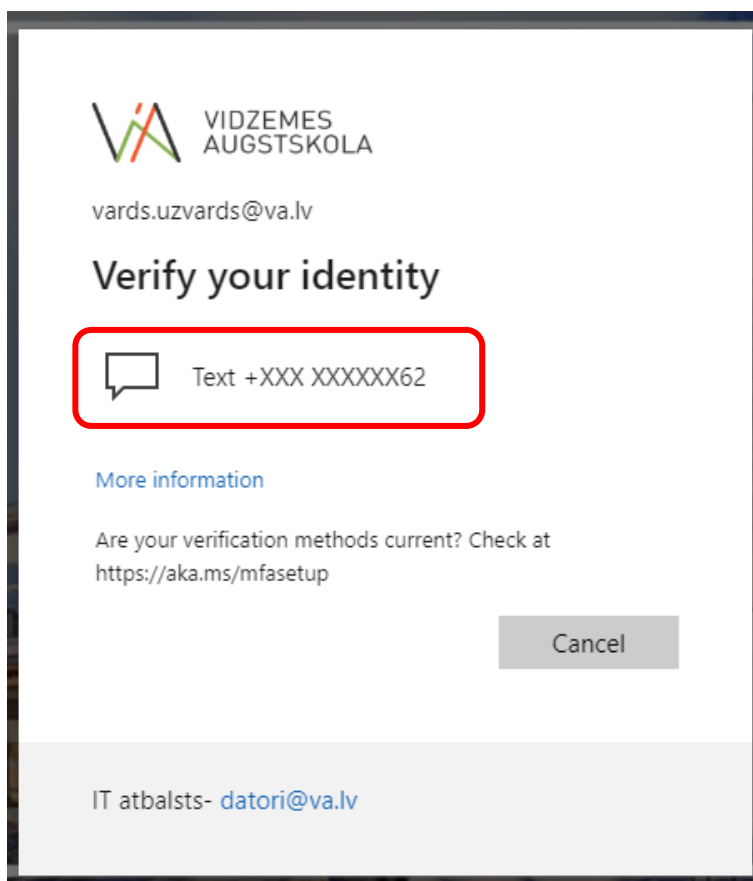 VIDZEMES
AUGSTSKOLA
vards.uzvards@va.lv
Verify your identity
Text +XXX XXXXXX62
More information
Are your verification methods current? Check at
https://aka.ms/mfasetup
Cancel
IT atbalsts- datori@va.lv